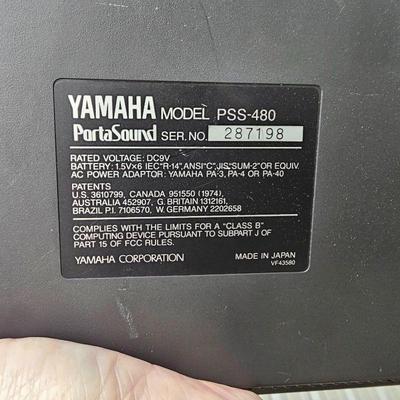 YAMAHA MODEL PSS-480
PortaSound SER. NO. 287198
RATED VOLTAGE: DC9V
BATTERY: 1.5V×6 IEC"R-14", ANSI"C", JIS"SUM-2" OR EQUIV.
AC POWER ADAPTOR: YAMAHA PA-3, PA-4 OR PA-40
PATENTS
U.S. 3610799, CANADA 951550 (1974),
AUSTRALIA 452907, G. BRITAIN 1312161,
BRAZIL P.I. 7106570, W. GERMANY 2202658
COMPLIES WITH THE LIMITS FOR A "CLASS B"
COMPUTING DEVICE PURSUANT TO SUBPART J OF
PART 15 OF FCC RULES.
YAMAHA CORPORATION
MADE IN JAPAN
VF43580